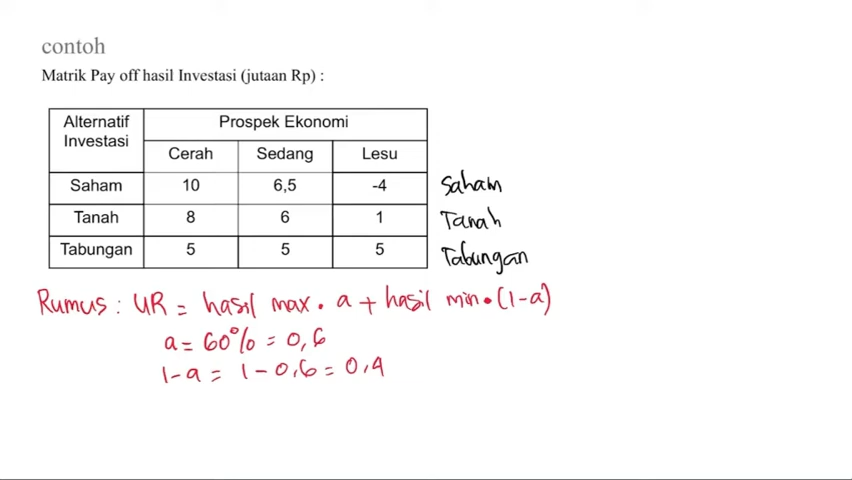 contoh
Matrik Pay off hasil Investasi (jutaan Rp) :
Alternatif Investasi Prospek Ekonomi
Cerah Sedang Lesu
Saham 10 6,5 -4 Saham
Tanah 8 6 1 Tanah
Tabungan 5 5 5 Tabungan
Rumus : UR = hasil max • a + hasil min • (1-a)
a = 60% = 0,6
1-a = 1 - 0,6 = 0,4